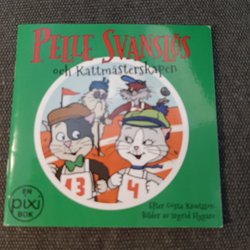 PELLE SVANSLÖS
och Kattmästerskapen
13
4
EN
pixi
BOK
Efter Gösta Knutsson
Bilder av Ingrid Flygare